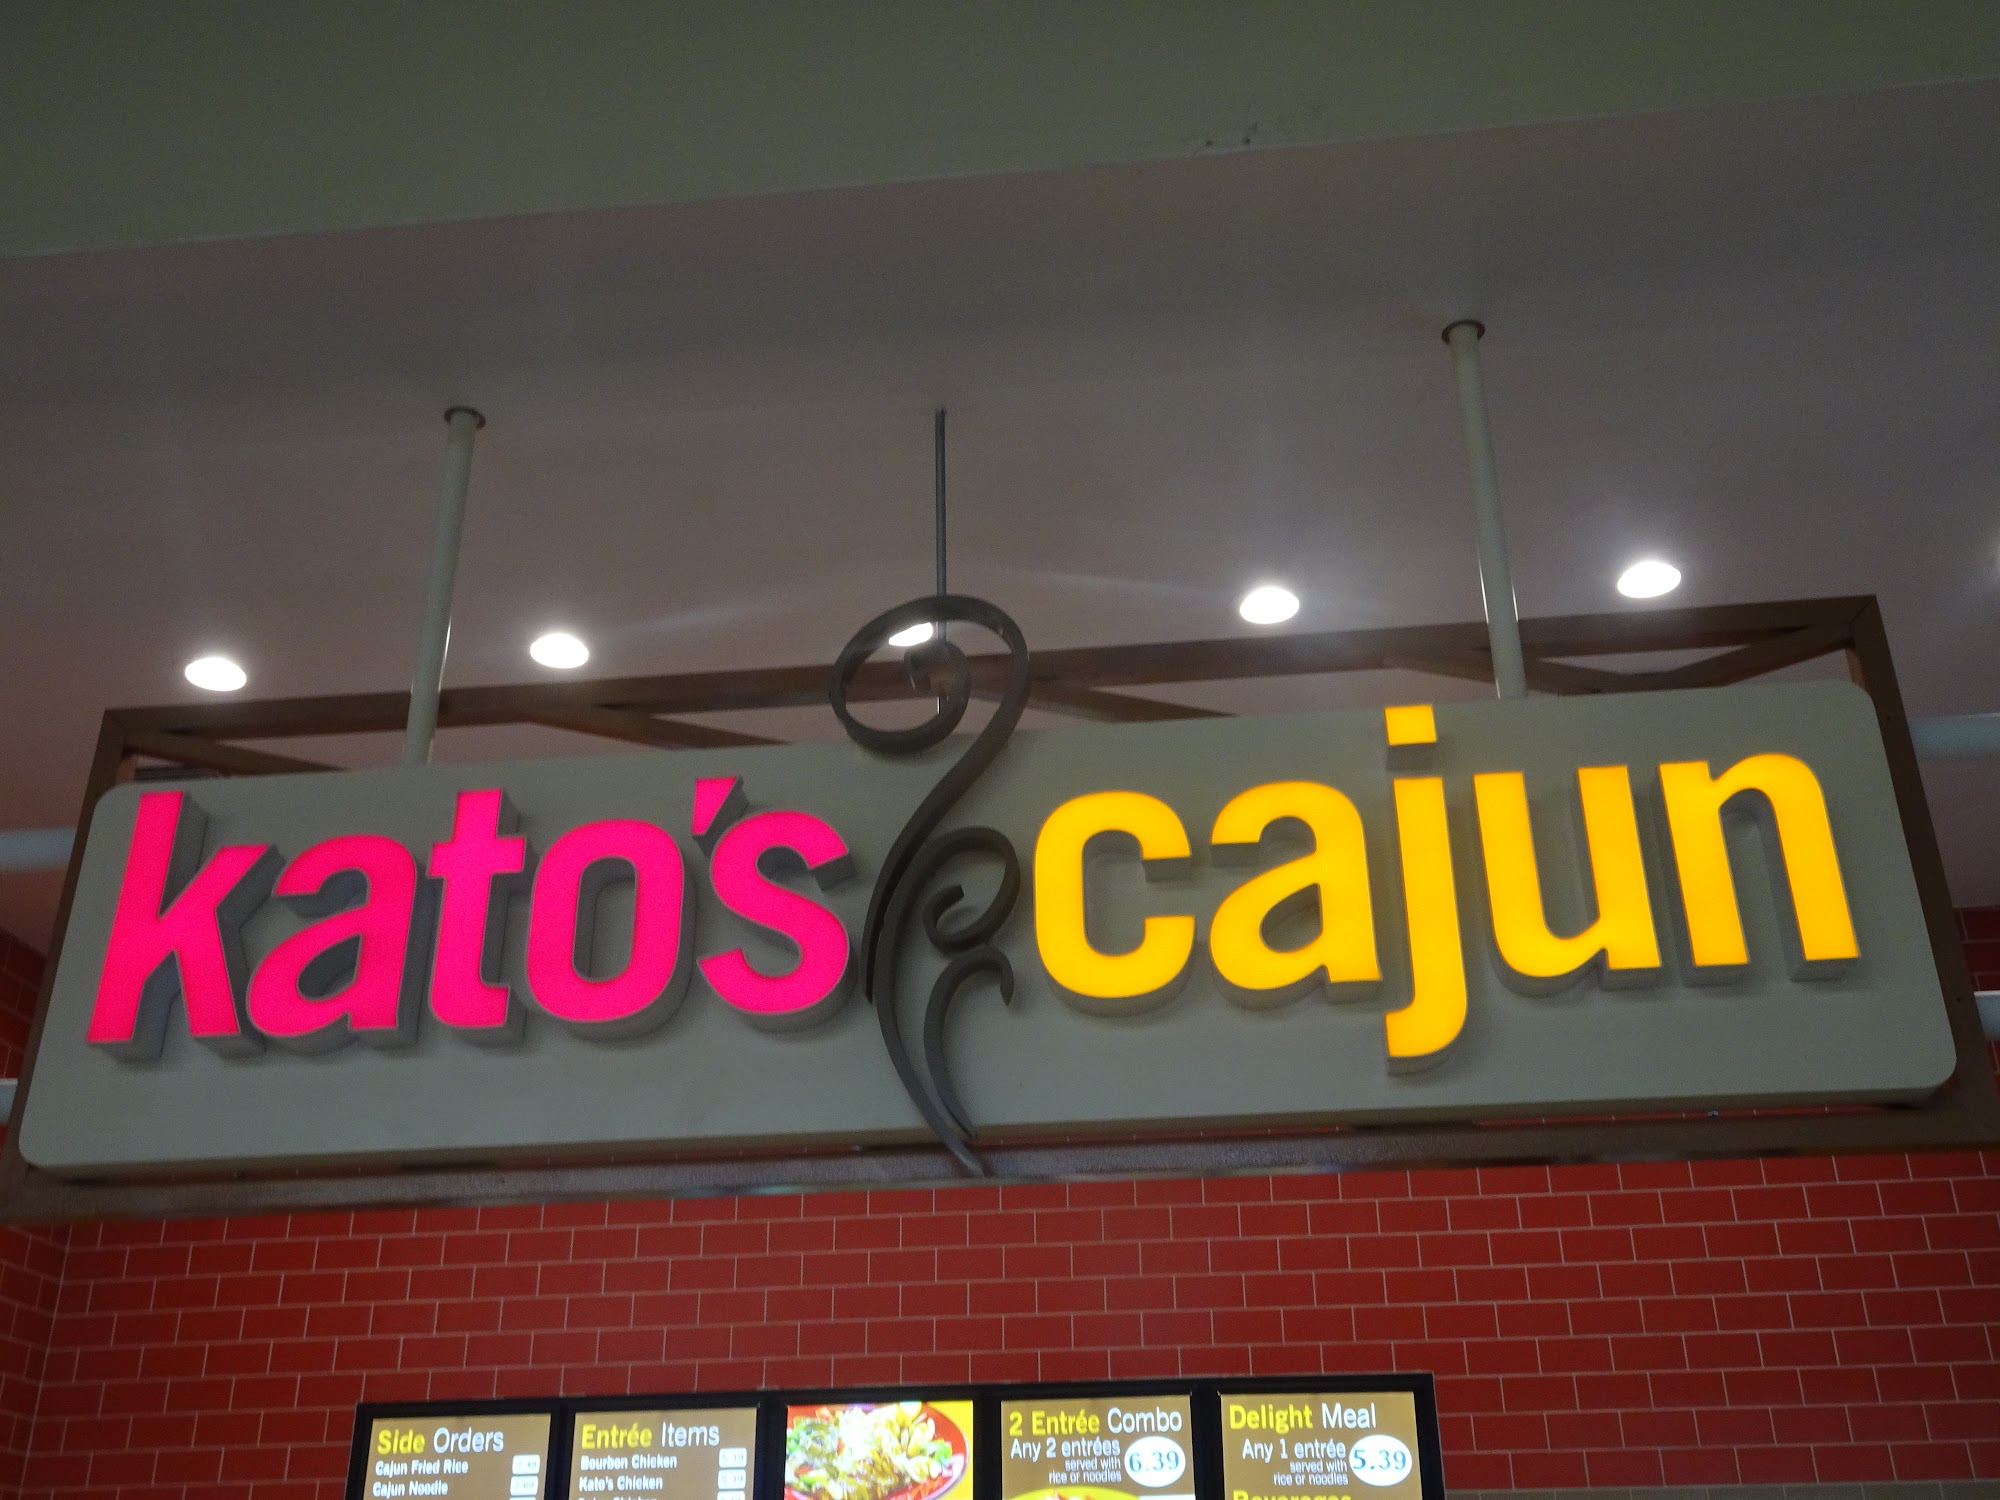 kato's cajun
Side Orders
Cajun Fried Rice
Cajun Noodle
Entrée Items
Bourbon Chicken
Kato's Chicken
2 Entrée Combo
Any 2 entrées
served with
rice or noodles
6.39
Delight Meal
Any 1 entrée
served with
rice or noodles
5.39
Beverages